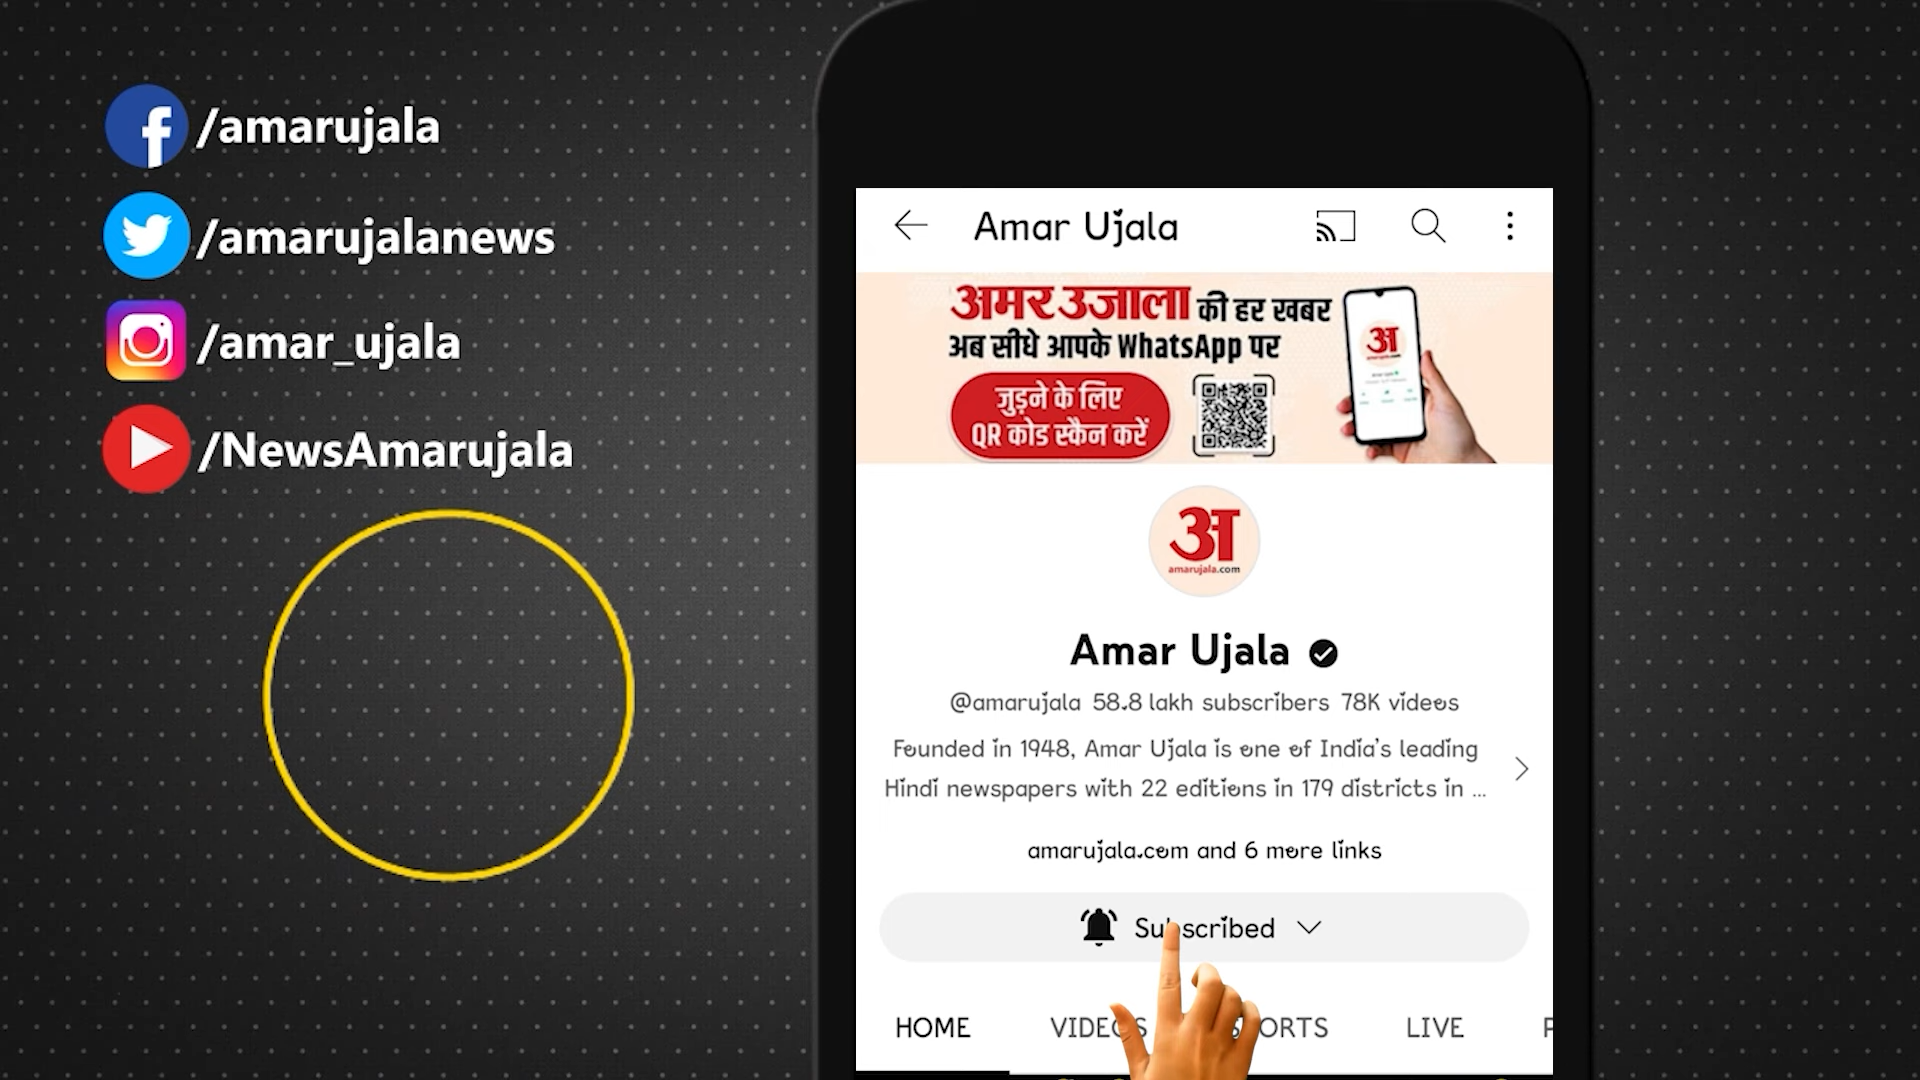 /amarujala
/amarujalanews
/amar_ujala
/NewsAmarujala
Amar Ujala
अमर उजाला की हर खबर
अब सीधे आपके WhatsApp पर
जुड़ने के लिए
QR कोड स्कैन करें
अ
अ
amarujala.com
Amar Ujala
@amarujala 58.8 lakh subscribers 78K videos
Founded in 1948, Amar Ujala is one of India's leading
Hindi newspapers with 22 editions in 179 districts in ...
amarujala.com and 6 more links
Subscribed
HOME VIDEOS SHORTS LIVE